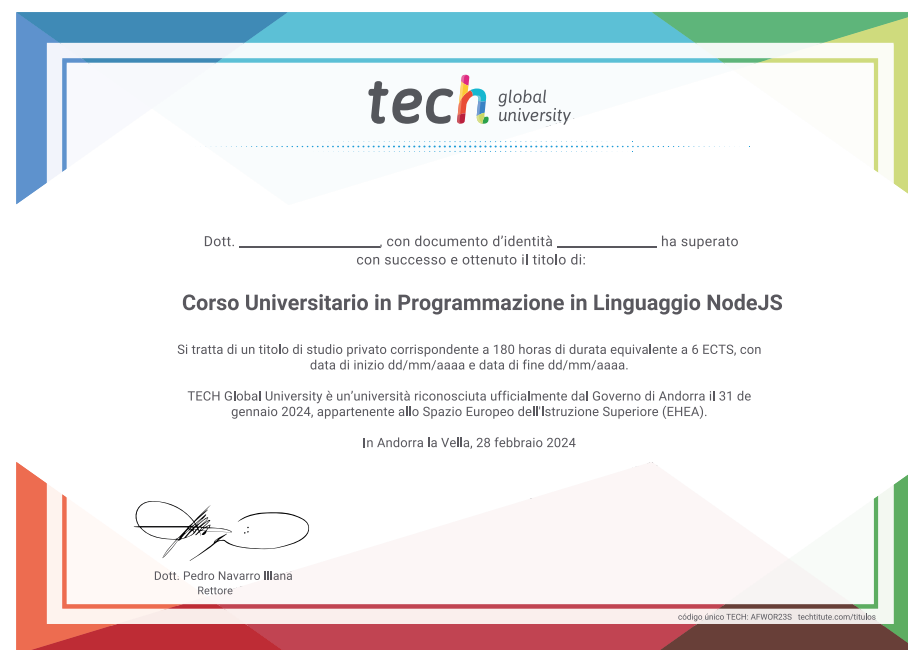 tech global university
Dott. ____________, con documento d'identità ____________ ha superato
con successo e ottenuto il titolo di:
Corso Universitario in Programmazione in Linguaggio NodeJS
Si tratta di un titolo di studio privato corrispondente a 180 horas di durata equivalente a 6 ECTS, con
data di inizio dd/mm/aaaa e data di fine dd/mm/aaaa.
TECH Global University è un'università riconosciuta ufficialmente dal Governo di Andorra il 31 de
gennaio 2024, appartenente allo Spazio Europeo dell'Istruzione Superiore (EHEA).
In Andorra la Vella, 28 febbraio 2024
Dott. Pedro Navarro Illana
Rettore
código único TECH: AFWOR23S techtitute.com/titulos